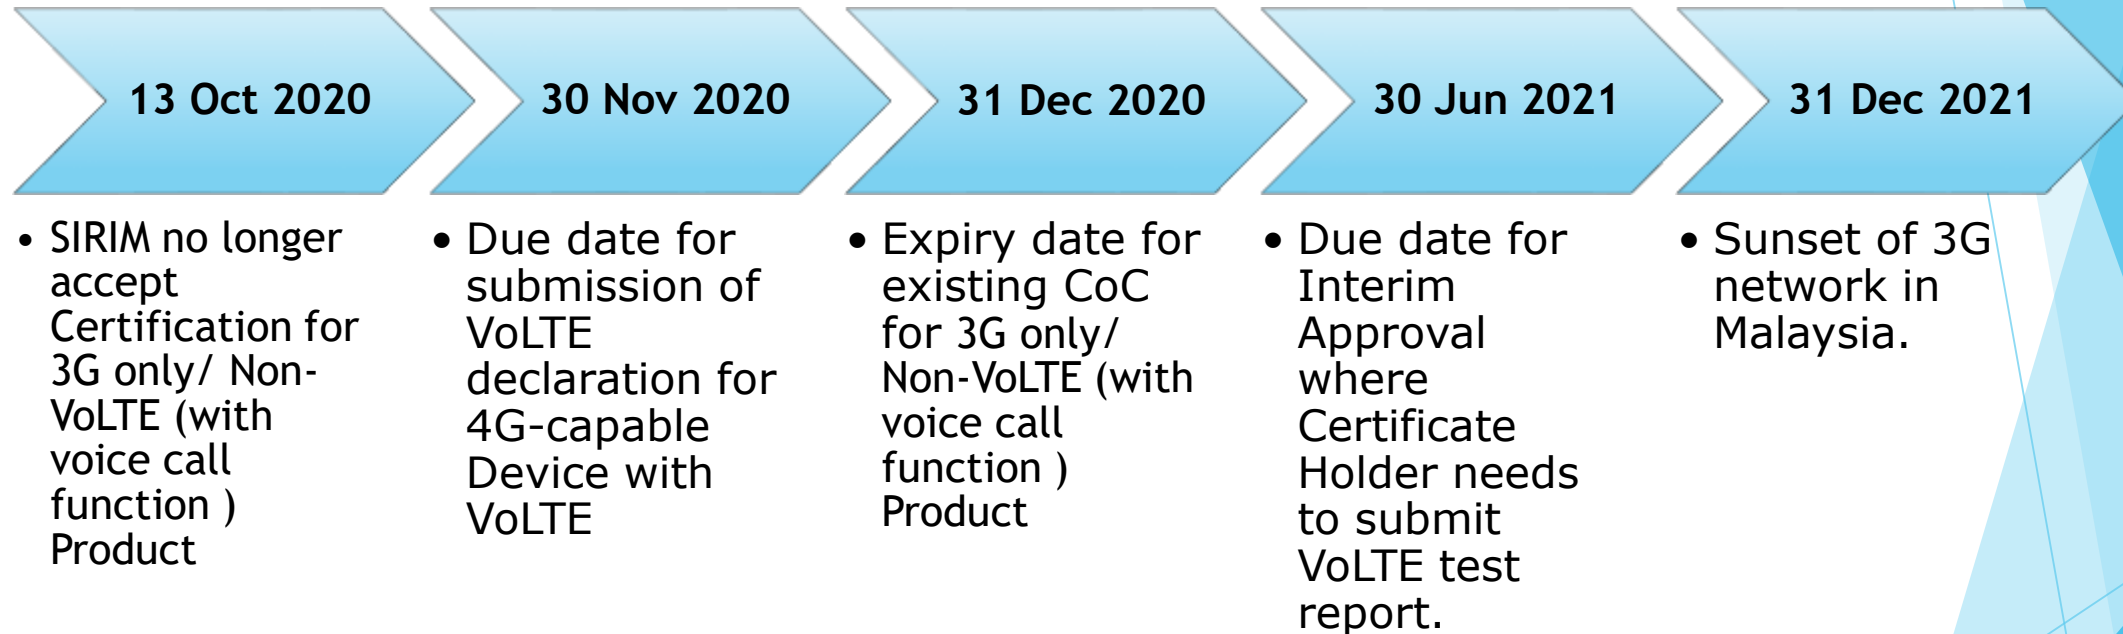 13 Oct 2020
• SIRIM no longer
accept
Certification for
3G only/ Non-
VoLTE (with
voice call
function )
Product
30 Nov 2020
• Due date for
submission of
VoLTE
declaration for
4G-capable
Device with
VoLTE
31 Dec 2020
• Expiry date for
existing CoC
for 3G only/
Non-VoLTE (with
voice call
function )
Product
30 Jun 2021
• Due date for
Interim
Approval
where
Certificate
Holder needs
to submit
VoLTE test
report.
31 Dec 2021
• Sunset of 3G
network in
Malaysia.